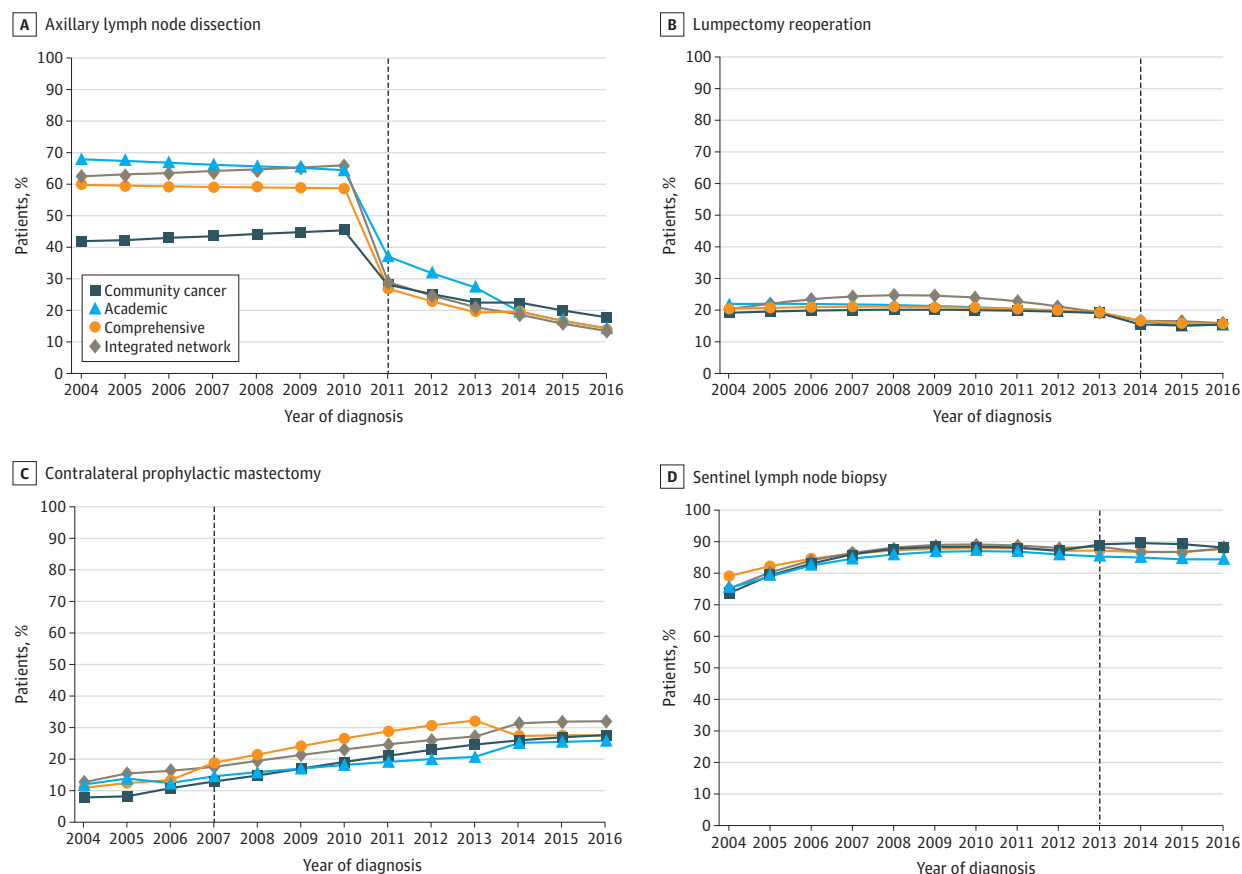 A Axillary lymph node dissection
100
90
80
70
60
50
40
30
20
10
0
Patients, %
Community cancer
Academic
Comprehensive
Integrated network
2004 2005 2006 2007 2008 2009 2010 2011 2012 2013 2014 2015 2016
Year of diagnosis
B Lumpectomy reoperation
100
90
80
70
60
50
40
30
20
10
0
Patients, %
2004 2005 2006 2007 2008 2009 2010 2011 2012 2013 2014 2015 2016
Year of diagnosis
C Contralateral prophylactic mastectomy
100
90
80
70
60
50
40
30
20
10
0
Patients, %
2004 2005 2006 2007 2008 2009 2010 2011 2012 2013 2014 2015 2016
Year of diagnosis
D Sentinel lymph node biopsy
100
90
80
70
60
50
40
30
20
10
0
Patients, %
2004 2005 2006 2007 2008 2009 2010 2011 2012 2013 2014 2015 2016
Year of diagnosis